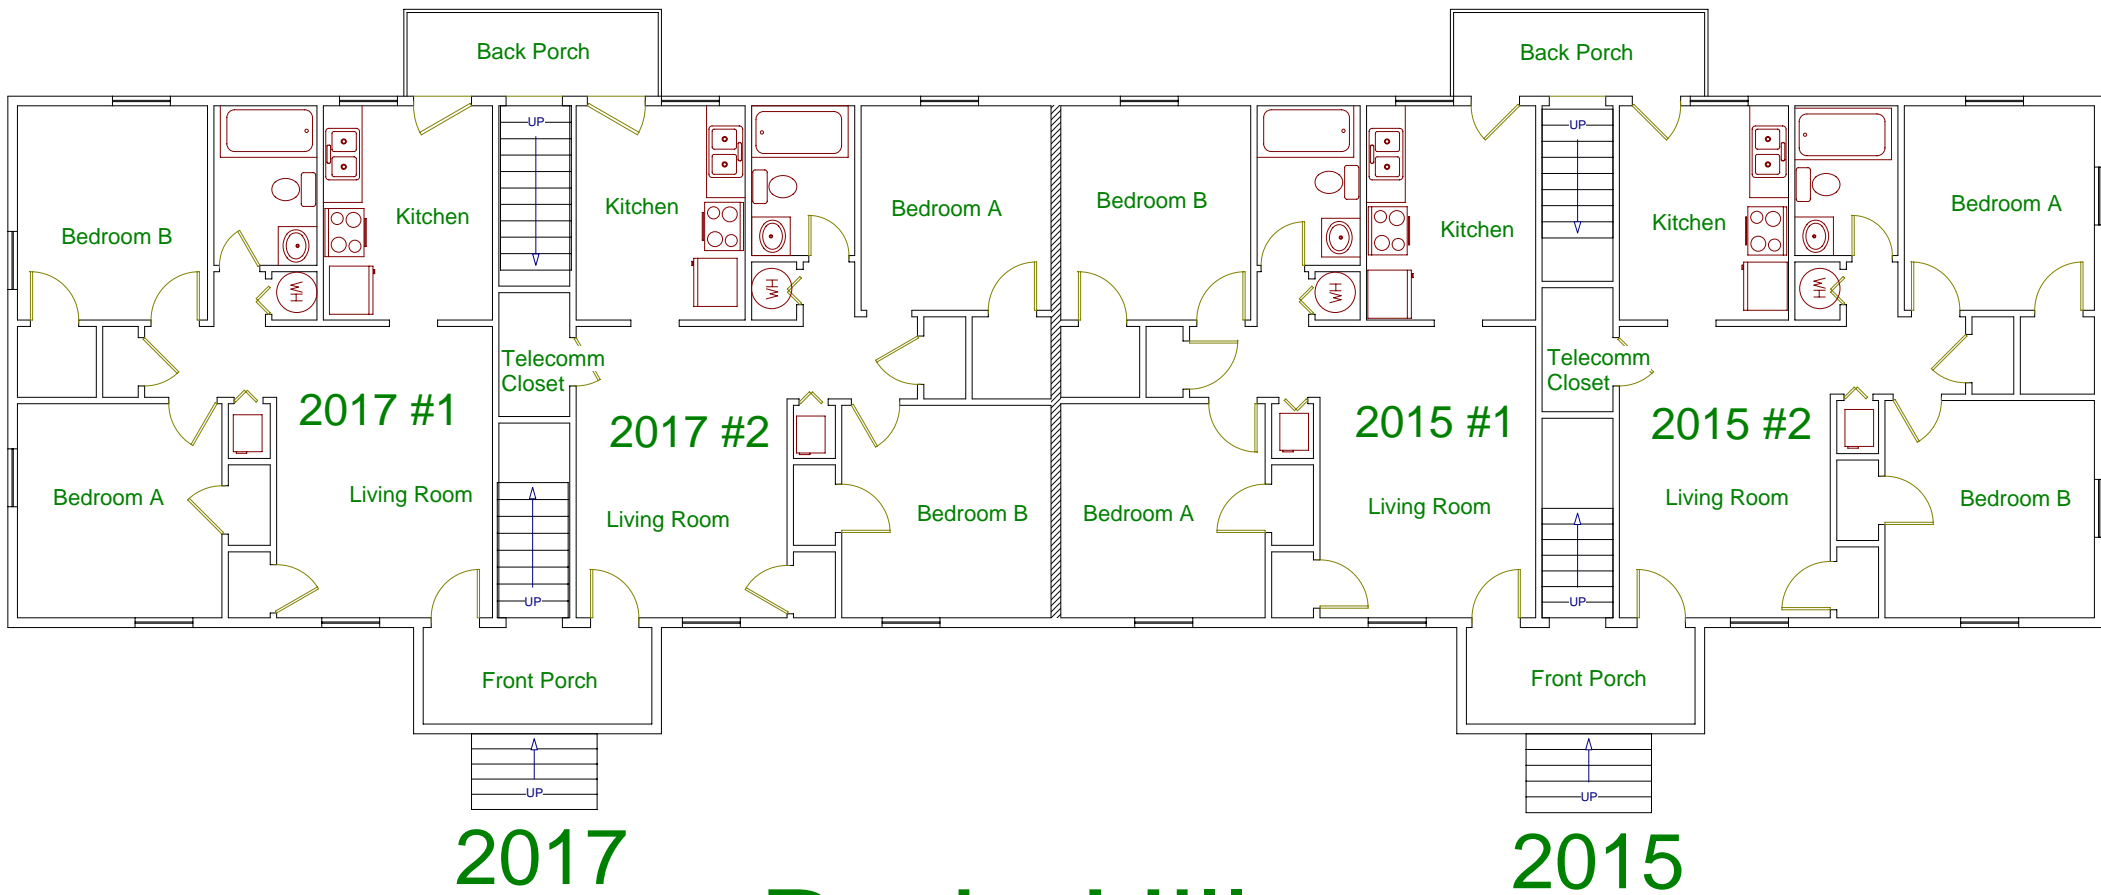 Back Porch
Back Porch
UP
UP
Bedroom B
Kitchen
Kitchen
Bedroom A
Bedroom B
Kitchen
Kitchen
Bedroom A
WH
WH
WH
WH
Telecomm
Closet
Telecomm
Closet
2017 #1
2017 #2
2015 #1
2015 #2
Bedroom A
Living Room
Living Room
Bedroom B
Bedroom A
Living Room
Living Room
Bedroom B
UP
UP
Front Porch
Front Porch
UP
UP
2017
2015